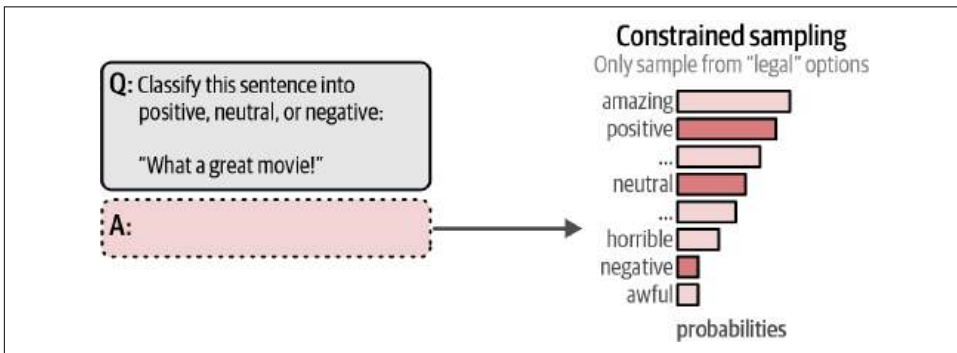 Q: Classify this sentence into
positive, neutral, or negative:
"What a great movie!"
A:
Constrained sampling
Only sample from "legal" options
amazing
positive
...
neutral
...
horrible
negative
awful
probabilities